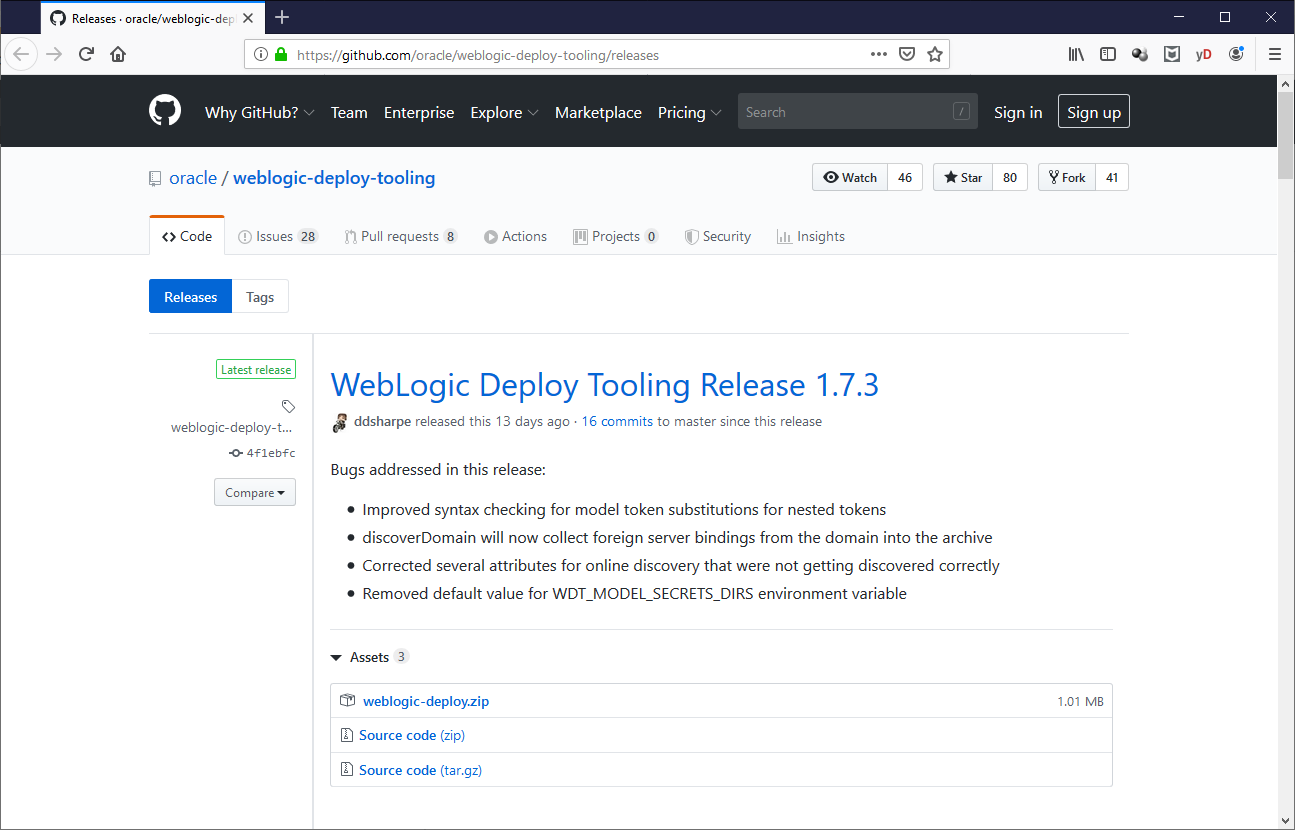 Releases · oracle/weblogic-dep
https://github.com/oracle/weblogic-deploy-tooling/releases
yD
Why GitHub? Team Enterprise Explore Marketplace Pricing Search / Sign in Sign up
oracle / weblogic-deploy-tooling
Watch 46 Star 80 Fork 41
Code Issues 28 Pull requests 8 Actions Projects 0 Security Insights
Releases Tags
Latest release
weblogic-deploy-t...
4f1ebfc
Compare
WebLogic Deploy Tooling Release 1.7.3
ddsharpe released this 13 days ago · 16 commits to master since this release
Bugs addressed in this release:
• Improved syntax checking for model token substitutions for nested tokens
• discoverDomain will now collect foreign server bindings from the domain into the archive
• Corrected several attributes for online discovery that were not getting discovered correctly
• Removed default value for WDT_MODEL_SECRETS_DIRS environment variable
Assets 3
weblogic-deploy.zip 1.01 MB
Source code (zip)
Source code (tar.gz)